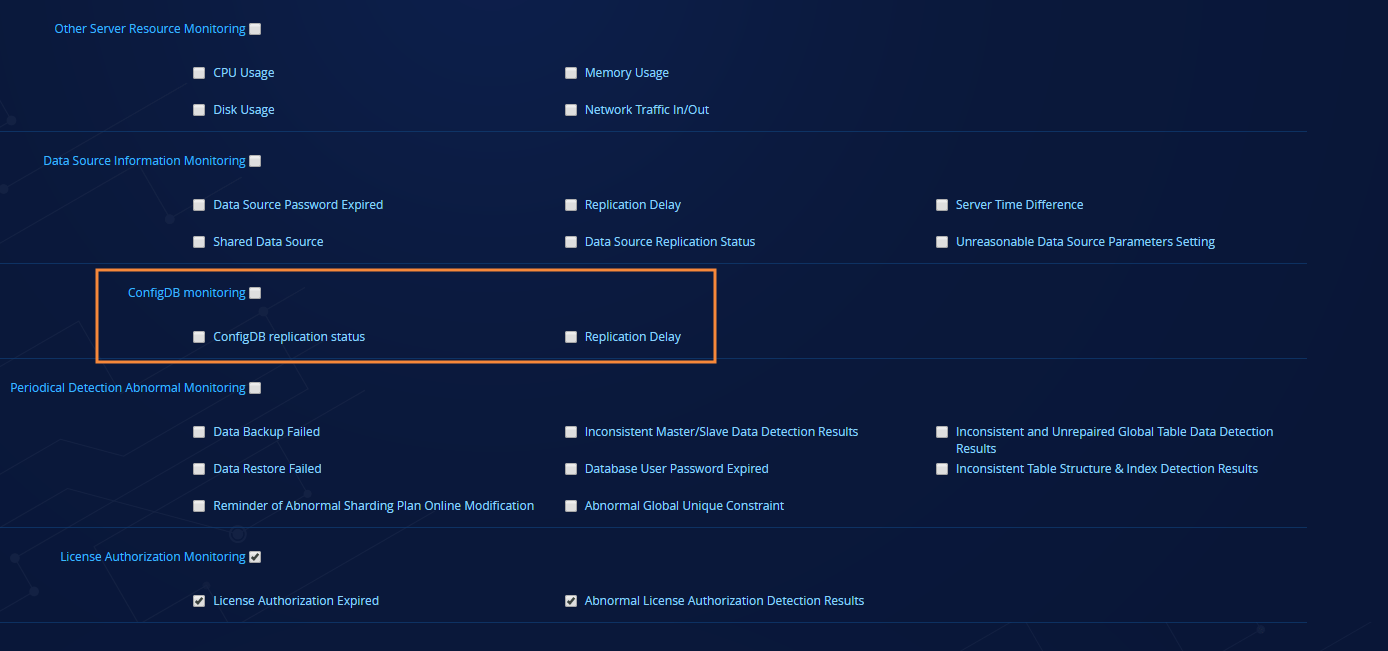 Other Server Resource Monitoring
CPU Usage
Memory Usage
Disk Usage
Network Traffic In/Out
Data Source Information Monitoring
Data Source Password Expired
Replication Delay
Server Time Difference
Shared Data Source
Data Source Replication Status
Unreasonable Data Source Parameters Setting
ConfigDB monitoring
ConfigDB replication status
Replication Delay
Periodical Detection Abnormal Monitoring
Data Backup Failed
Inconsistent Master/Slave Data Detection Results
Inconsistent and Unrepaired Global Table Data Detection
Results
Data Restore Failed
Database User Password Expired
Inconsistent Table Structure & Index Detection Results
Reminder of Abnormal Sharding Plan Online Modification
Abnormal Global Unique Constraint
License Authorization Monitoring
License Authorization Expired
Abnormal License Authorization Detection Results